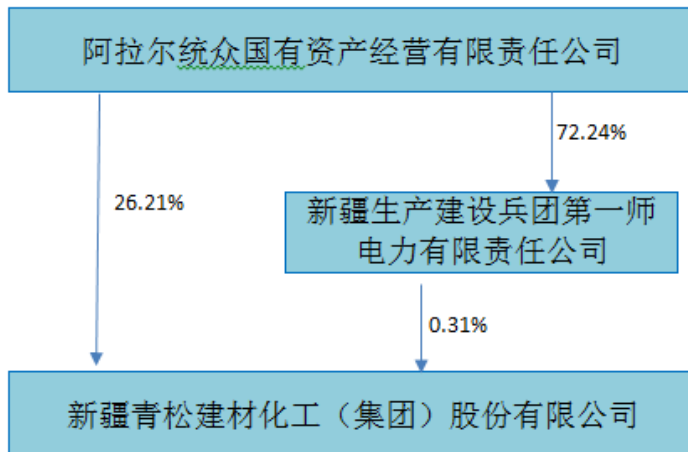 阿拉尔统众国有资产经营有限责任公司
72.24%
26.21%
新疆生产建设兵团第一师
电力有限责任公司
0.31%
新疆青松建材化工（集团）股份有限公司